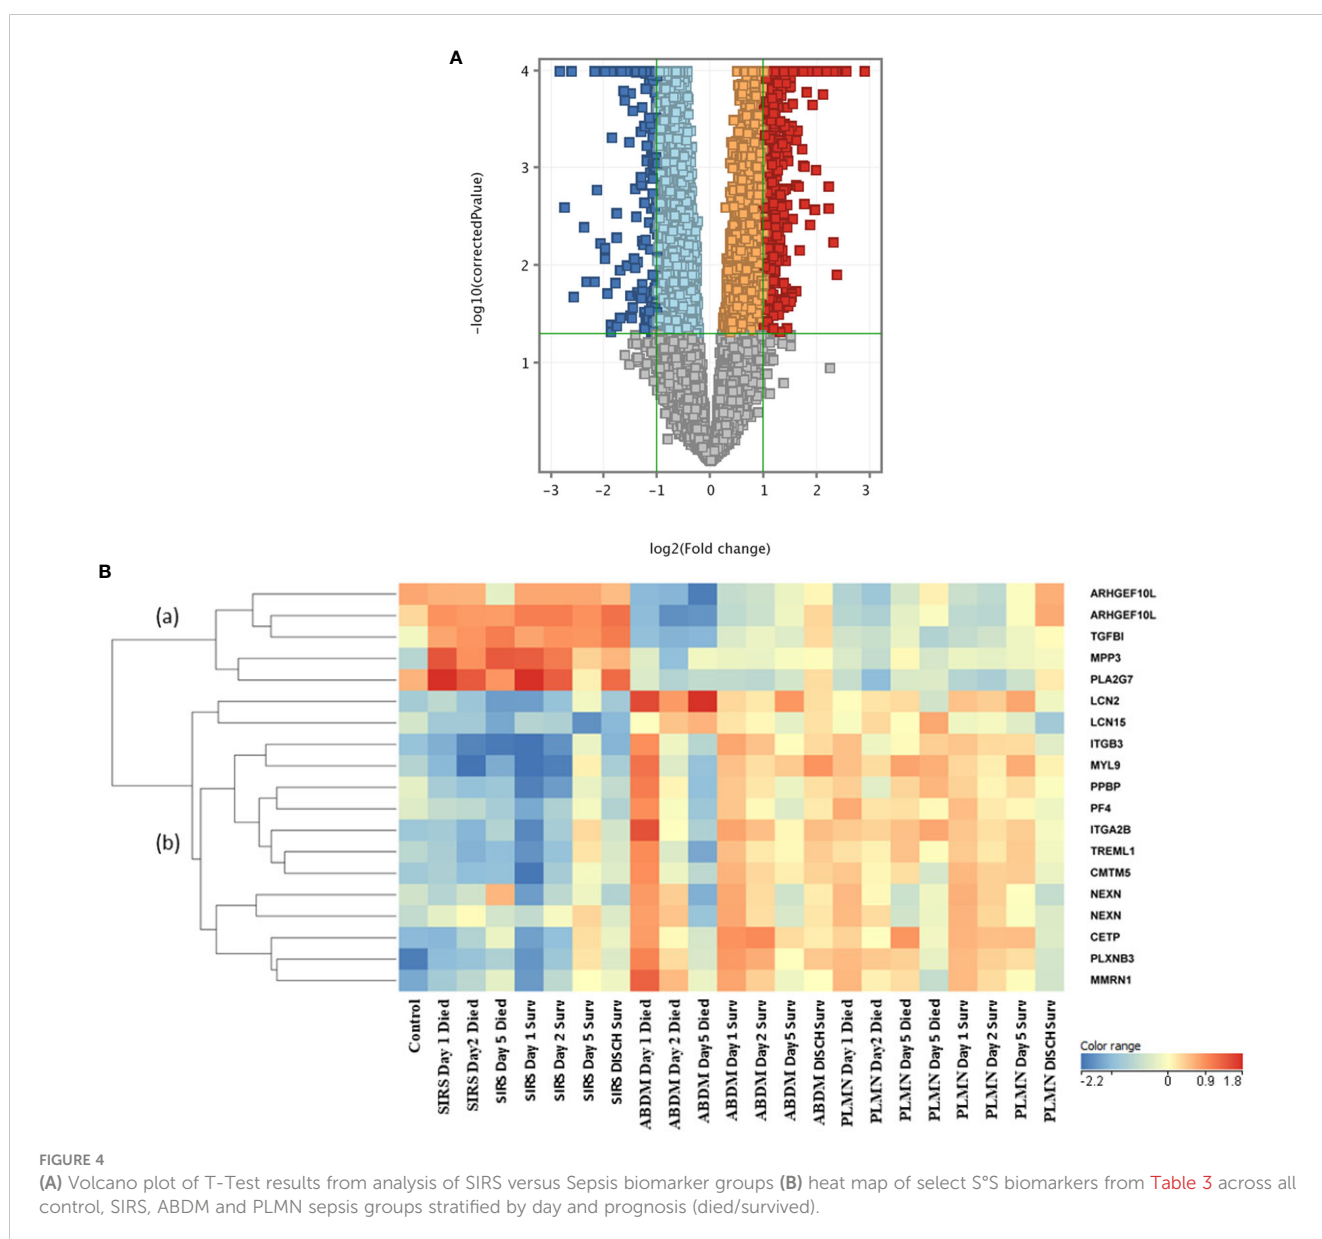 A
4
3
2
1
-log10(correctedPvalue)
-3 -2 -1 0 1 2 3
log2(Fold change)
B
(a)
(b)
ARHGEF10L
ARHGEF10L
TGFBI
MPP3
PLA2G7
LCN2
LCN15
ITGB3
MYL9
PPBP
PF4
ITGA2B
TREML1
CMTM5
NEXN
NEXN
CETP
PLXNB3
MMRN1
Control
SIRS Day 1 Died
SIRS Day2 Died
SIRS Day 5 Died
SIRS Day 1 Surv
SIRS Day 2 Surv
SIRS Day 5 Surv
SIRS DISCH Surv
ABDM Day 1 Died
ABDM Day 2 Died
ABDM Day 5 Died
ABDM Day 1 Surv
ABDM Day 2 Surv
ABDM Day 5 Surv
ABDM DISCH Surv
PLMN Day 1 Died
PLMN Day2 Died
PLMN Day 5 Died
PLMN Day 5 Died
PLMN Day 1 Surv
PLMN Day 2 Surv
PLMN Day 5 Surv
PLMN DISCH Surv
Color range
-2.2 0 0.9 1.8
FIGURE 4
(A) Volcano plot of T-Test results from analysis of SIRS versus Sepsis biomarker groups (B) heat map of select S°S biomarkers from Table 3 across all
control, SIRS, ABDM and PLMN sepsis groups stratified by day and prognosis (died/survived).